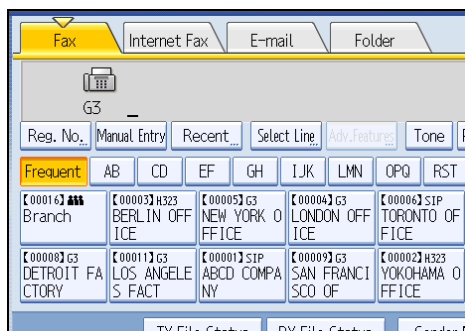 Fax Internet Fax E-mail Folder
G3 _
Reg. No. Manual Entry Recent Select Line Adv.Features Tone
Frequent AB CD EF GH IJK LMN OPQ RST
【00016】 【00003】H323 【00005】G3 【00004】G3 【00006】SIP
Branch BERLIN OFF NEW YORK O LONDON OFF TORONTO OF
ICE FFICE ICE FICE
【00008】G3 【00011】G3 【00001】SIP 【00009】G3 【00002】H323
DETROIT FA LOS ANGELE ABCD COMPA SAN FRANCI YOKOHAMA O
CTORY S FACT NY SCO OF FFICE
TX File Status RX File Status Sender